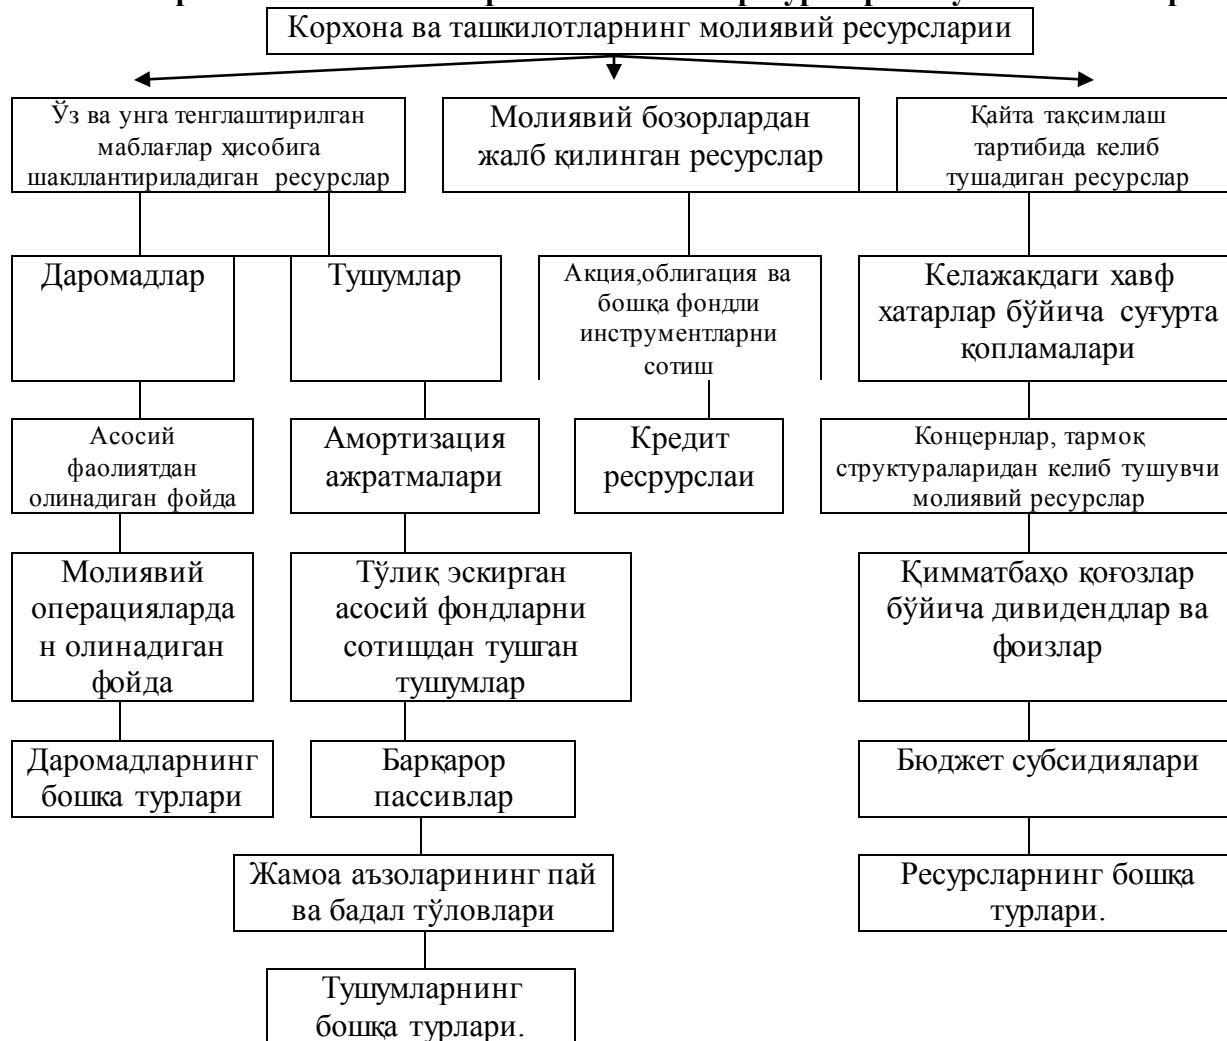 Корхона ва ташкилотларнинг молиявий ресурсларии
Ўз ва унга тенглаштирилган
маблағлар ҳисобига
шакллантириладиган ресурслар
Молиявий бозорлардан
жалб қилинган ресурслар
Қайта тақсимлаш
тартибида келиб
тушадиган ресурслар
Даромадлар
Тушумлар
Акция,облигация ва
бошқа фондли
инструментларни
сотиш
Келажакдаги хавф
хатарлар бўйича суғурта
қопламалари
Асосий
фаолиятдан
олинадиган фойда
Амортизация
ажратмалари
Кредит
ресрурслаи
Концернлар, тармоқ
структураларидан келиб тушувчи
молиявий ресурслар
Молиявий
операцияларда
н олинадиган
фойда
Тўлиқ эскирган
асосий фондларни
сотишдан тушган
тушумлар
Қимматбаҳо қоғозлар
бўйича дивидендлар ва
фоизлар
Даромадларнинг
бошка турлари
Барқарор
пассивлар
Бюджет субсидиялари
Жамоа аъзоларининг пай
ва бадал тўловлари
Ресурсларнинг бошқа
турлари.
Тушумларнинг
бошқа турлари.